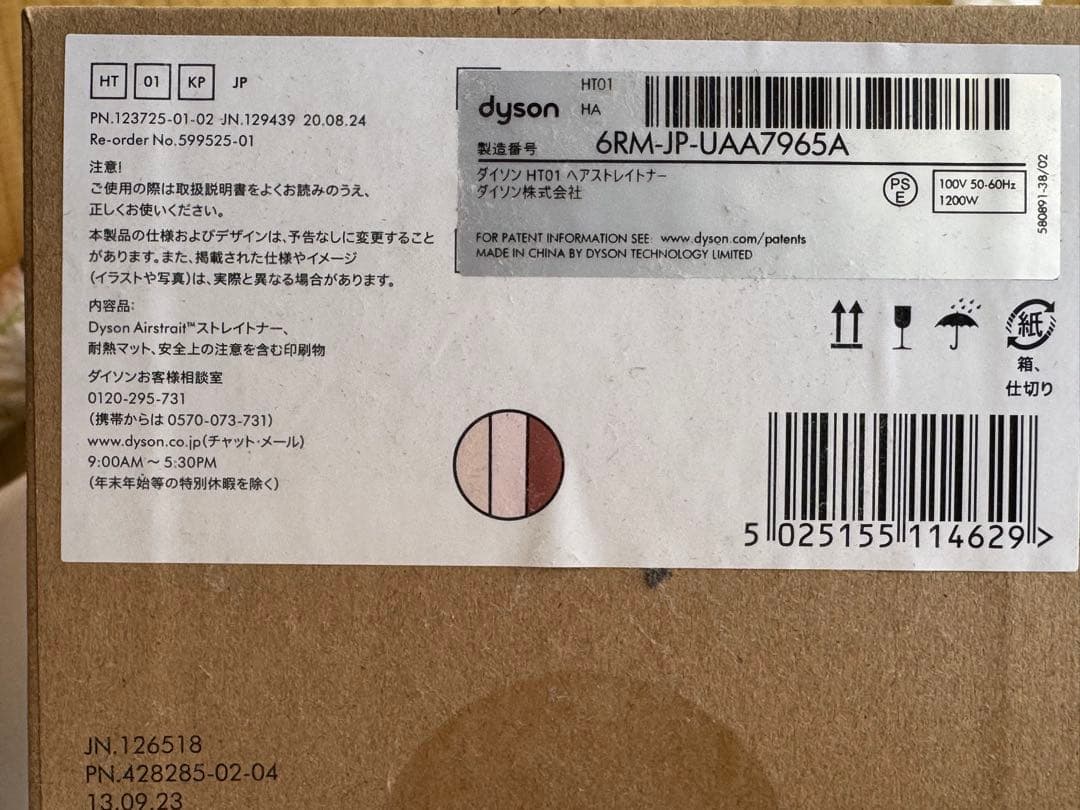 HT 01 KP JP
PN.123725-01-02 JN.129439 20.08.24
Re-order No.599525-01
注意!
ご使用の際は取扱説明書をよくお読みのうえ、
正しくお使いください。
本製品の仕様およびデザインは、予告なしに変更すること
があります。また、掲載された仕様やイメージ
(イラストや写真)は、実際と異なる場合があります。
内容品:
Dyson Airstrait™ストレイトナー、
耐熱マット、安全上の注意を含む印刷物
ダイソンお客様相談室
0120-295-731
(携帯からは 0570-073-731)
www.dyson.co.jp(チャット・メール)
9:00AM ~ 5:30PM
(年末年始等の特別休暇を除く)
dyson
HT01
HA
製造番号 6RM-JP-UAA7965A
ダイソン HT01 ヘアストレイトナー
ダイソン株式会社
PS
E
100V 50-60Hz
1200W
580891-38/02
FOR PATENT INFORMATION SEE: www.dyson.com/patents
MADE IN CHINA BY DYSON TECHNOLOGY LIMITED
紙
箱、
仕切り
5 025155 114629 >
JN.126518
PN.428285-02-04
13.09.23